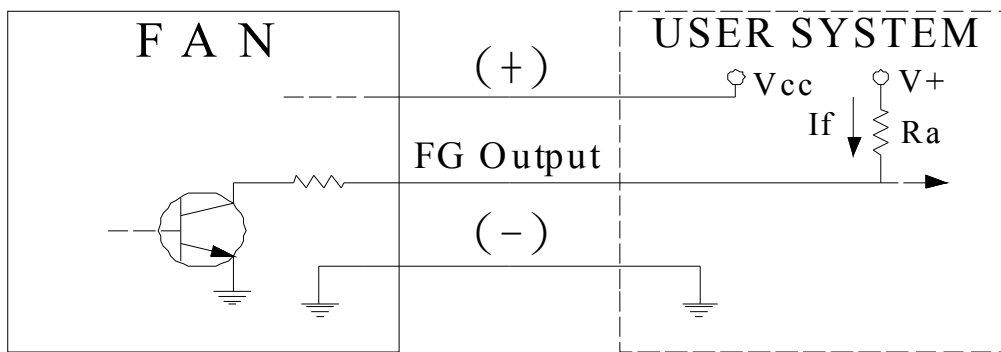 F A N
USER SYSTEM
(+)
Vcc
V+
If
Ra
FG Output
(-)